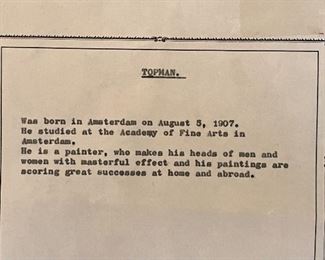 TOPMAN.
Was born in Amsterdam on August 5, 1907.
He studied at the Academy of Fine Arts in
Amsterdam.
He is a painter, who makes his heads of men and
women with masterful effect and his paintings are
scoring great successes at home and abroad.